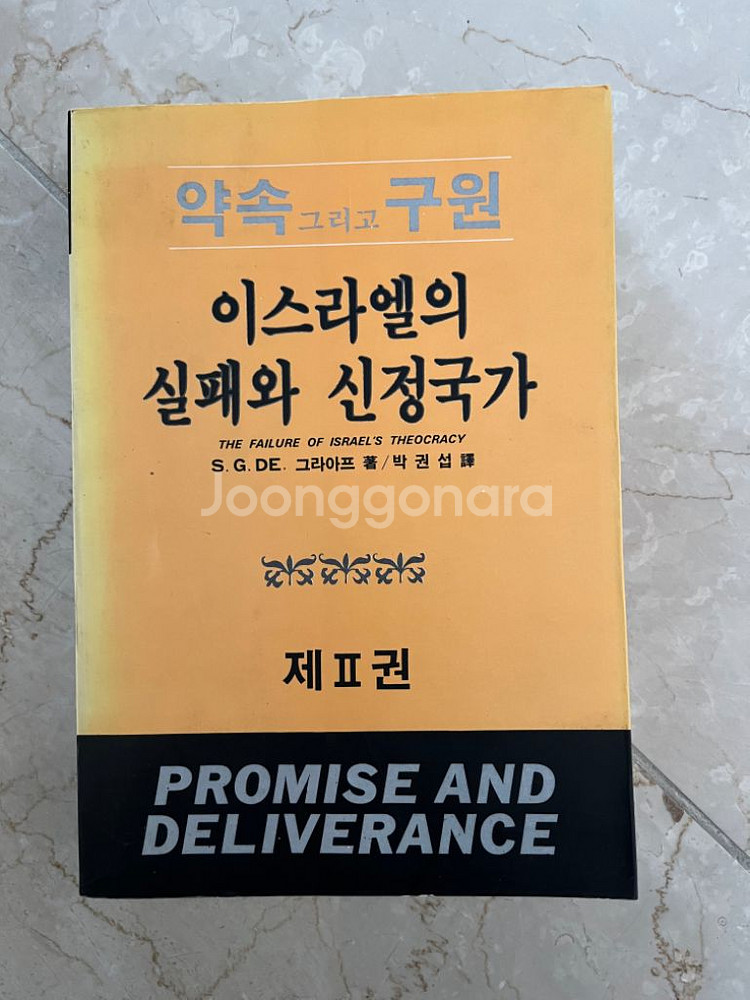 약속 그리고 구원
이스라엘의
실패와 신정국가
THE FAILURE OF ISRAEL'S THEOCRACY
S. G. DE. 그라아프 著 / 박 권 섭 譯
Joonggonara
제 II 권
PROMISE AND
DELIVERANCE